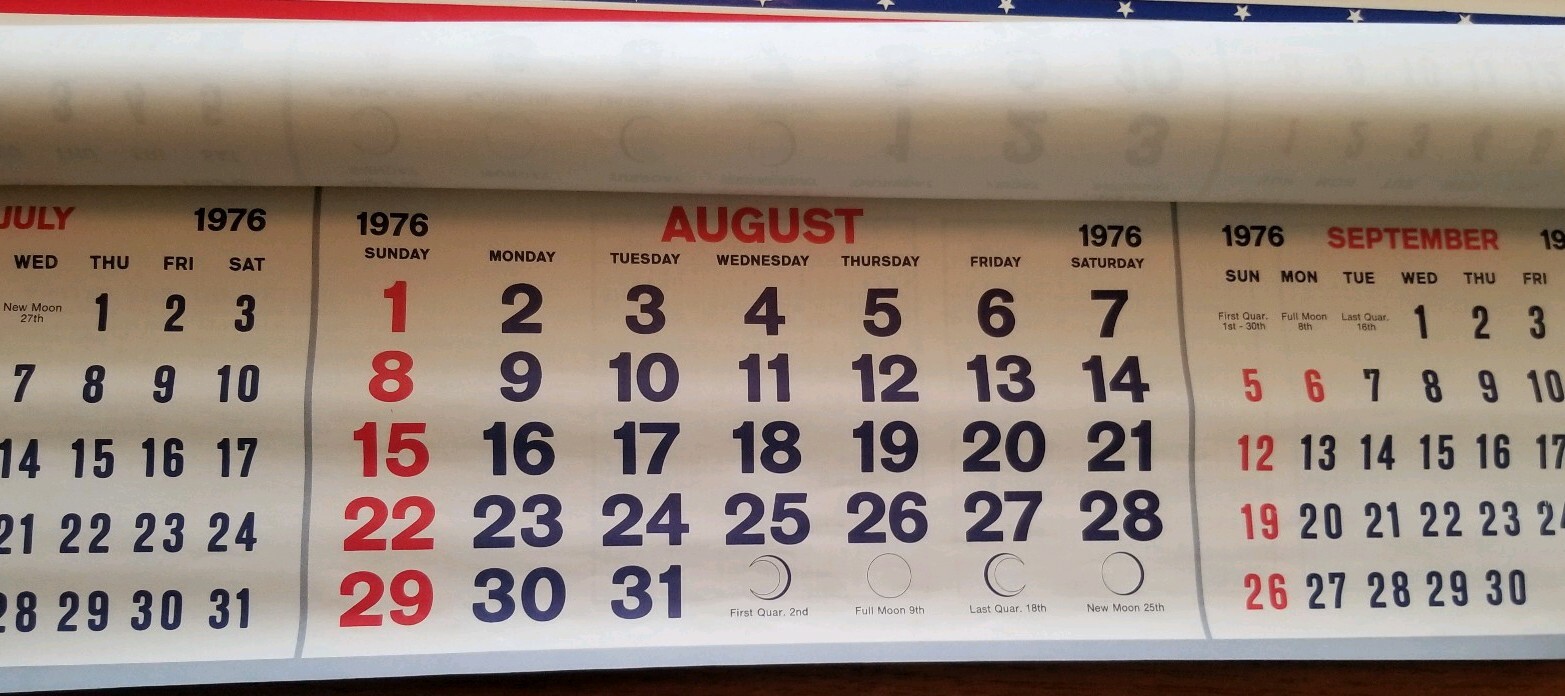 JULY 1976
WED THU FRI SAT
New Moon
27th
1 2 3
7 8 9 10
14 15 16 17
21 22 23 24
28 29 30 31
1976 AUGUST 1976
SUNDAY MONDAY TUESDAY WEDNESDAY THURSDAY FRIDAY SATURDAY
1 2 3 4 5 6 7
8 9 10 11 12 13 14
15 16 17 18 19 20 21
22 23 24 25 26 27 28
29 30 31
First Quar. 2nd Full Moon 9th Last Quar. 18th New Moon 25th
1976 SEPTEMBER 19
SUN MON TUE WED THU FRI
First Quar. Full Moon Last Quar.
1st - 30th 8th 16th
1 2 3
5 6 7 8 9 10
12 13 14 15 16 17
19 20 21 22 23
26 27 28 29 30